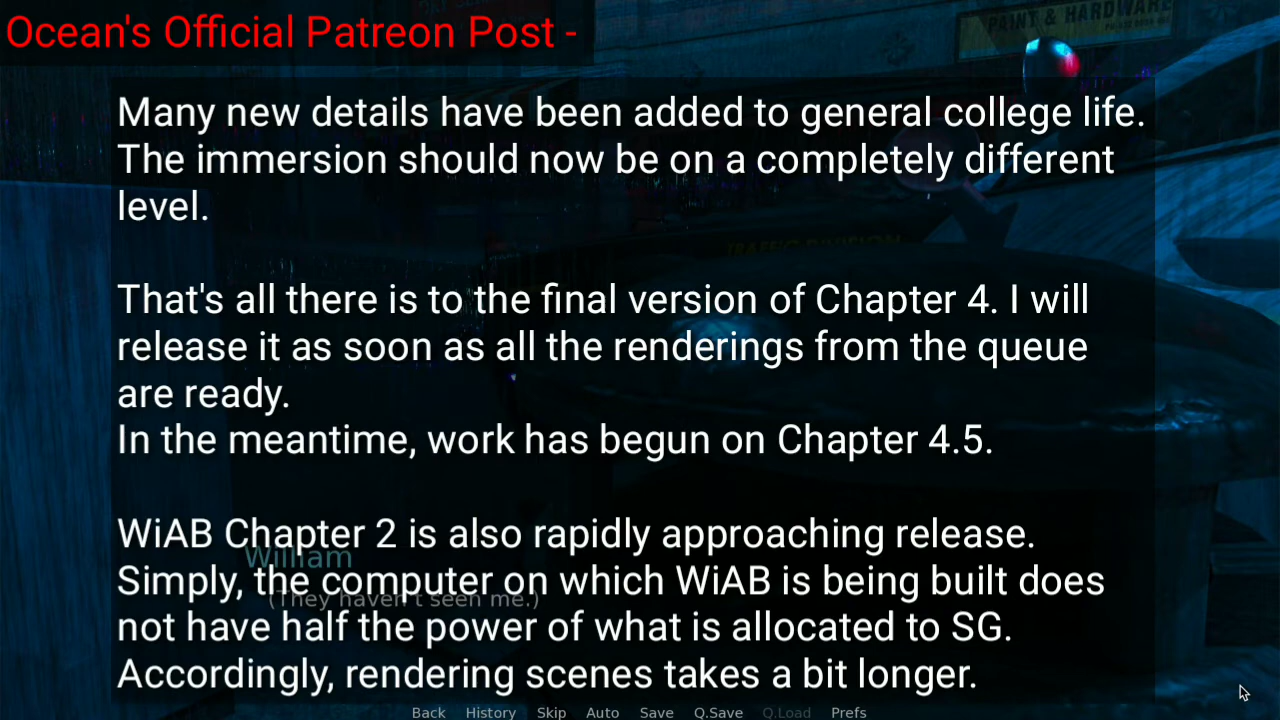 Ocean's Official Patreon Post -
PAINT & HARDWARE
Many new details have been added to general college life.
The immersion should now be on a completely different
level.
TRAFFIC DIVISION
That's all there is to the final version of Chapter 4. I will
release it as soon as all the renderings from the queue
are ready.
In the meantime, work has begun on Chapter 4.5.
WiAB Chapter 2 is also rapidly approaching release.
William
Simply, the computer on which WiAB is being built does
(They haven't seen me.)
not have half the power of what is allocated to SG.
Accordingly, rendering scenes takes a bit longer.
Back History Skip Auto Save Q.Save Q.Load Prefs